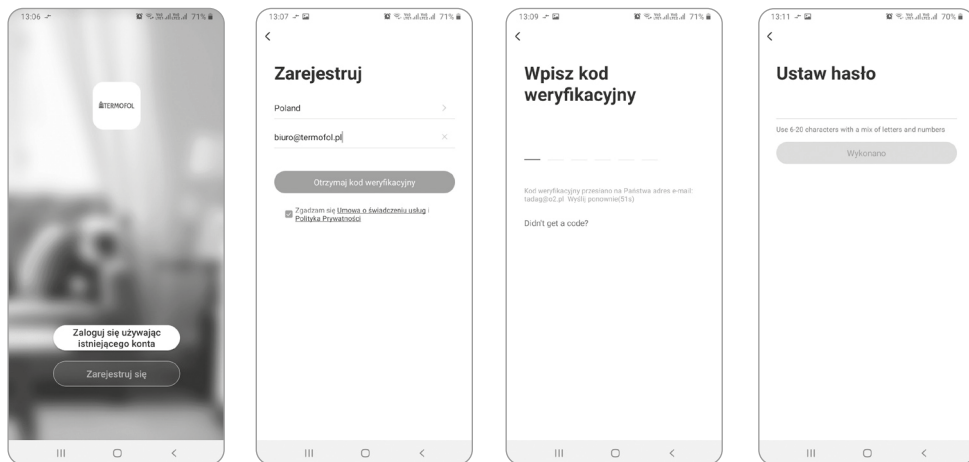 13:06
71%
TERMOFOL
Zaloguj się używając
istniejącego konta
Zarejestruj się
13:07
71%
Zarejestruj
Poland
biuro@termofol.pl
Otrzymaj kod weryfikacyjny
Zgadzam się Umowa o świadczeniu usług i
Polityka Prywatności
13:09
71%
Wpisz kod
weryfikacyjny
Kod weryfikacyjny przesłano na Państwa adres e-mail:
tadag@o2.pl Wyślij ponownie(51s)
Didn't get a code?
13:11
70%
Ustaw hasło
Use 6-20 characters with a mix of letters and numbers
Wykonano